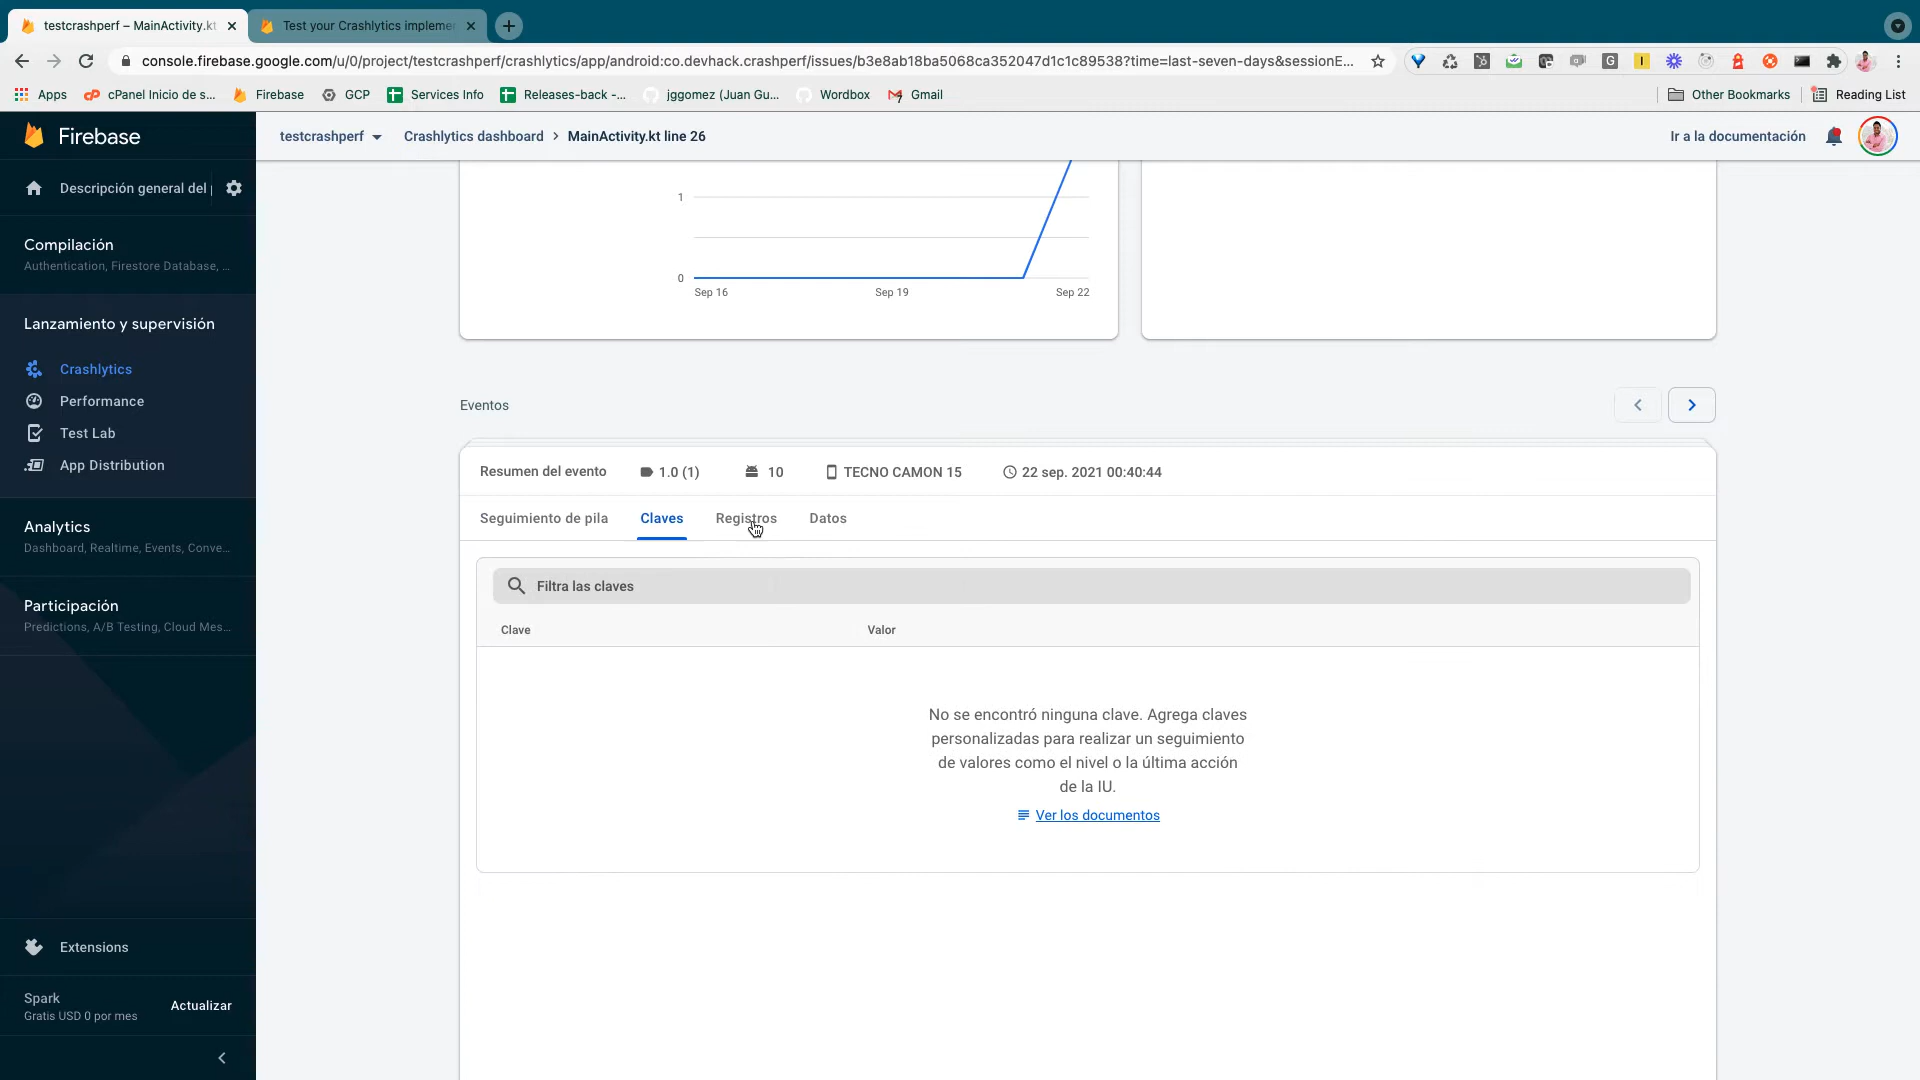 testcrashperf – MainActivity.kt
Test your Crashlytics impleme
console.firebase.google.com/u/0/project/testcrashperf/crashlytics/app/android:co.devhack.crashperf/issues/b3e8ab18ba5068ca352047d1c1c89538?time=last-seven-days&sessionE...
Apps
cPanel Inicio de s...
Firebase
GCP
Services Info
Releases-back -...
jggomez (Juan Gu...
Wordbox
Gmail
Other Bookmarks
Reading List
Firebase
testcrashperf
Crashlytics dashboard > MainActivity.kt line 26
Ir a la documentación
Descripción general del
Compilación
Authentication, Firestore Database, ...
Lanzamiento y supervisión
Crashlytics
Performance
Test Lab
App Distribution
Analytics
Dashboard, Realtime, Events, Conve...
Participación
Predictions, A/B Testing, Cloud Mes...
Extensions
Spark
Gratis USD 0 por mes
Actualizar
1
0
Sep 16
Sep 19
Sep 22
Eventos
Resumen del evento
1.0 (1)
10
TECNO CAMON 15
22 sep. 2021 00:40:44
Seguimiento de pila
Claves
Registros
Datos
Filtra las claves
Clave
Valor
No se encontró ninguna clave. Agrega claves
personalizadas para realizar un seguimiento
de valores como el nivel o la última acción
de la IU.
Ver los documentos